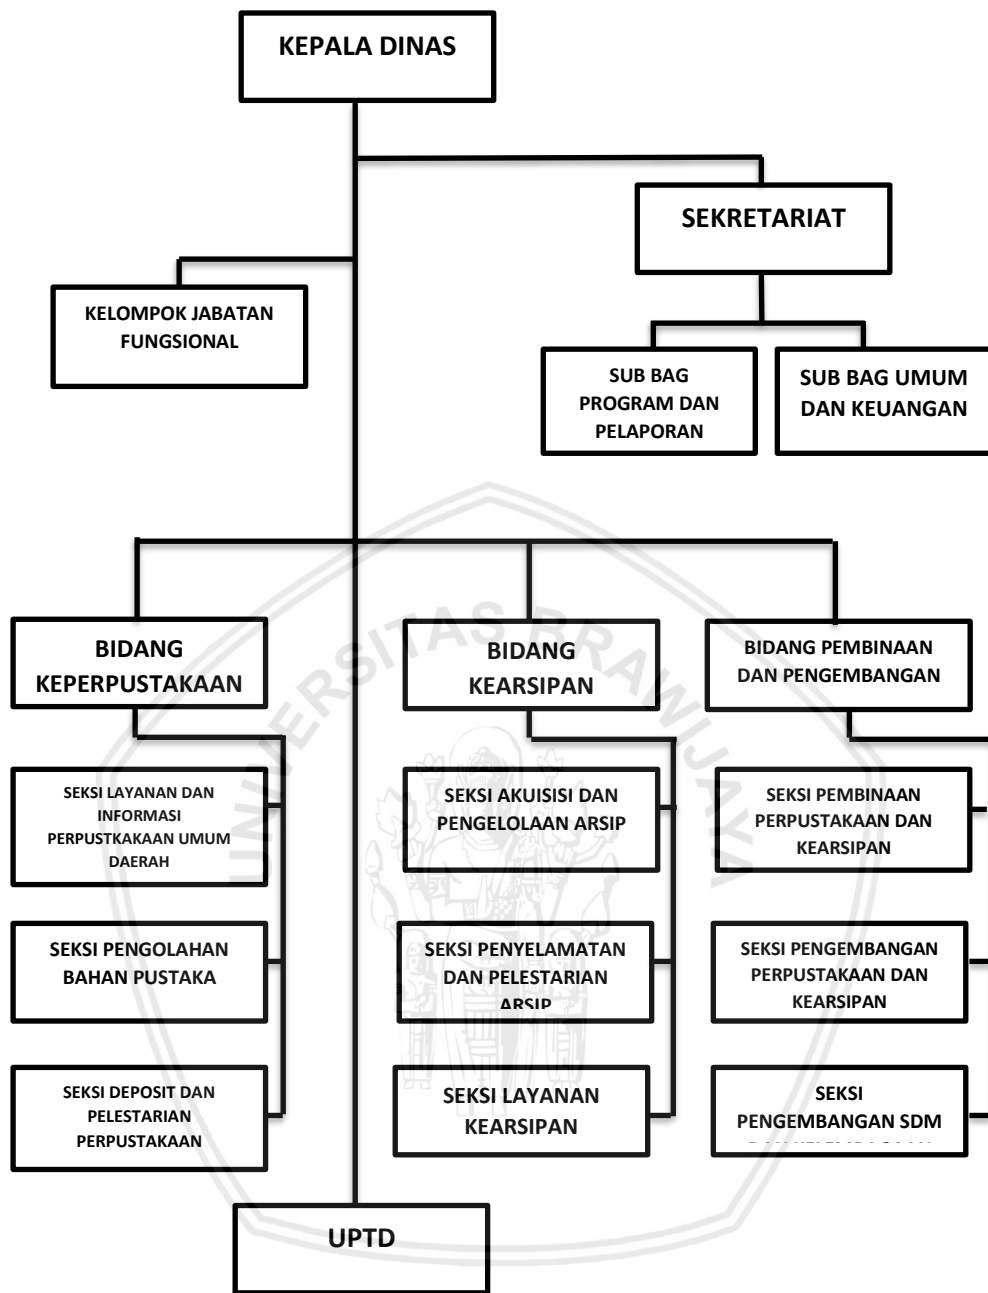 KEPALA DINAS
SEKRETARIAT
KELOMPOK JABATAN
FUNGSIONAL
SUB BAG
PROGRAM DAN
PELAPORAN
SUB BAG UMUM
DAN KEUANGAN
BIDANG
KEPERPUSTAKAAN
BIDANG
KEARSIPAN
BIDANG PEMBINAAN
DAN PENGEMBANGAN
SEKSI LAYANAN DAN
INFORMASI
PERPUSTKAKAAN UMUM
DAERAH
SEKSI AKUISISI DAN
PENGELOLAAN ARSIP
SEKSI PEMBINAAN
PERPUSTAKAAN DAN
KEARSIPAN
SEKSI PENGOLAHAN
BAHAN PUSTAKA
SEKSI PENYELAMATAN
DAN PELESTARIAN
ARSIP
SEKSI PENGEMBANGAN
PERPUSTAKAAN DAN
KEARSIPAN
SEKSI DEPOSIT DAN
PELESTARIAN
PERPUSTAKAAN
SEKSI LAYANAN
KEARSIPAN
SEKSI
PENGEMBANGAN SDM
UPTD
UNIVERSITAS BRAWIJAYA